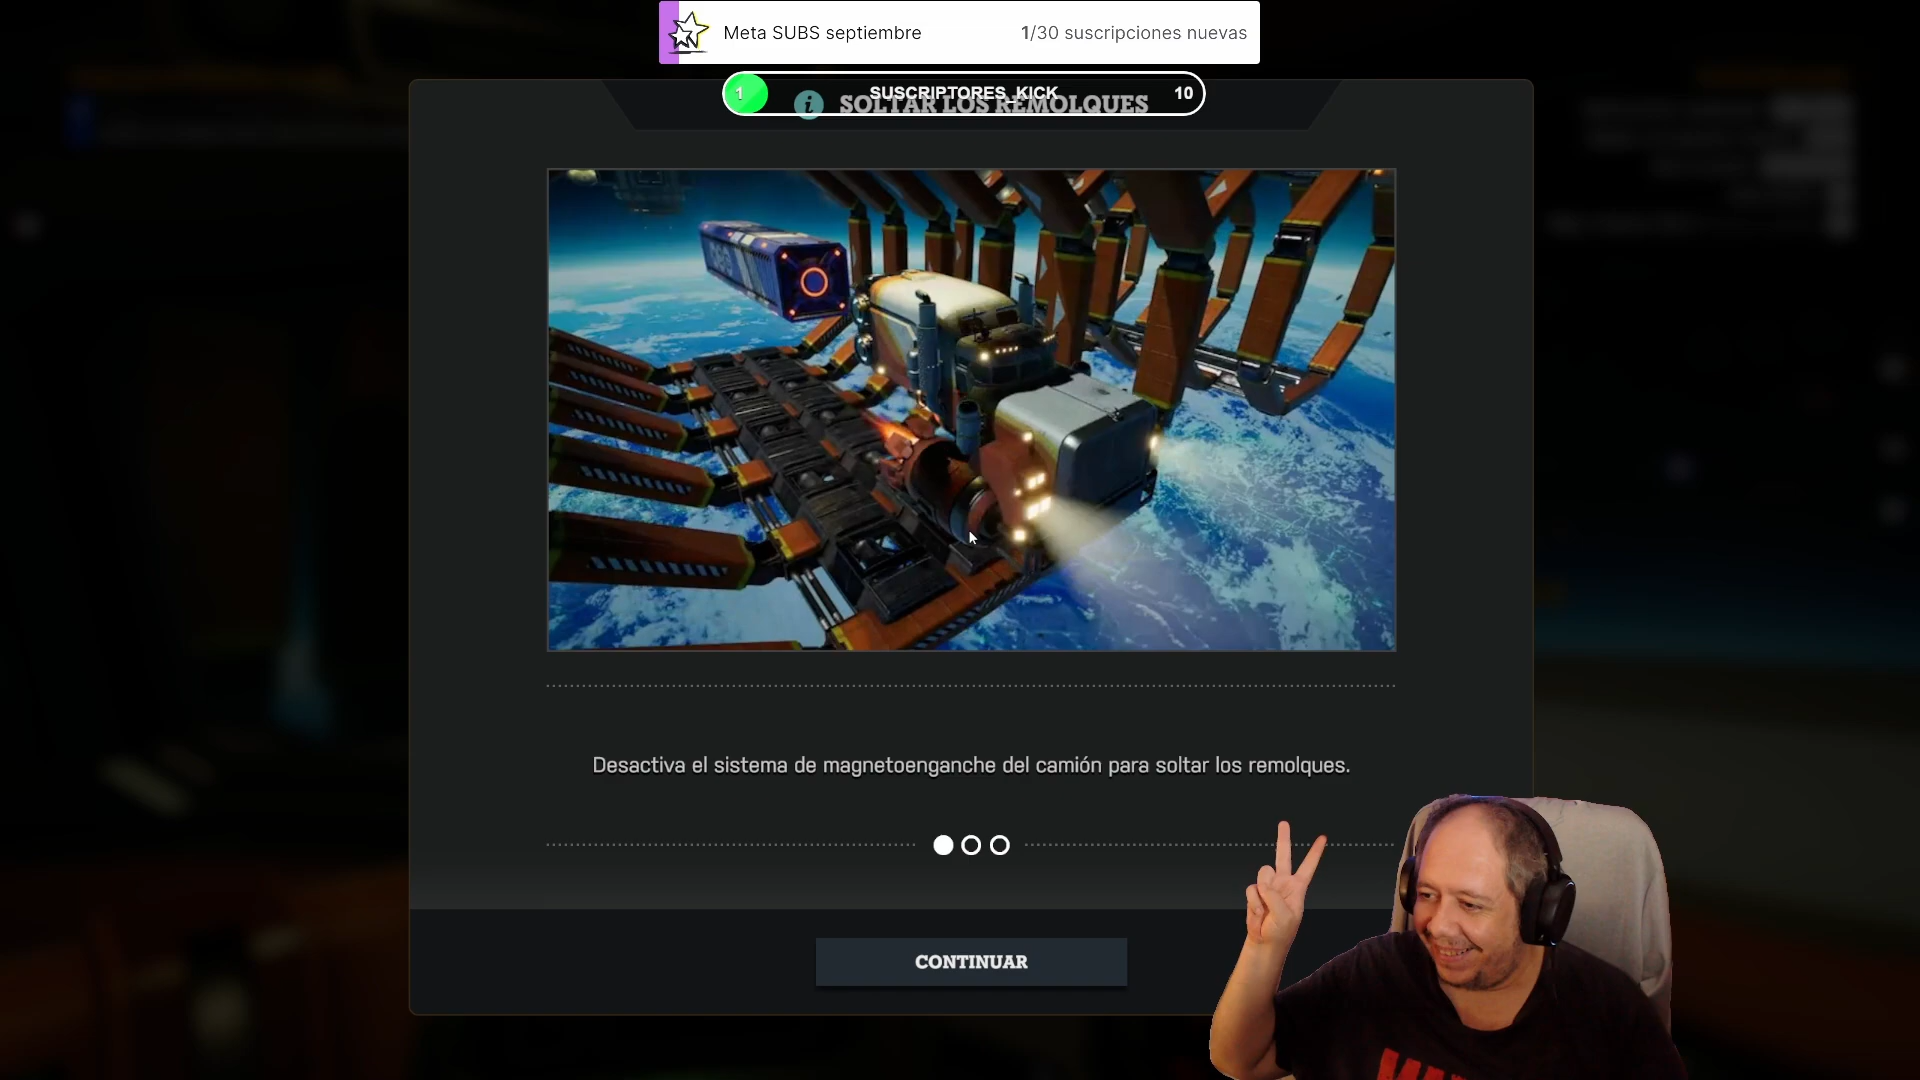 Meta SUBS septiembre 1/30 suscripciones nuevas
1 SUSCRIPTORES_KICK 10
SOLTAR LOS REMOLQUES
Desactiva el sistema de magnetoenganche del camión para soltar los remolques.
CONTINUAR